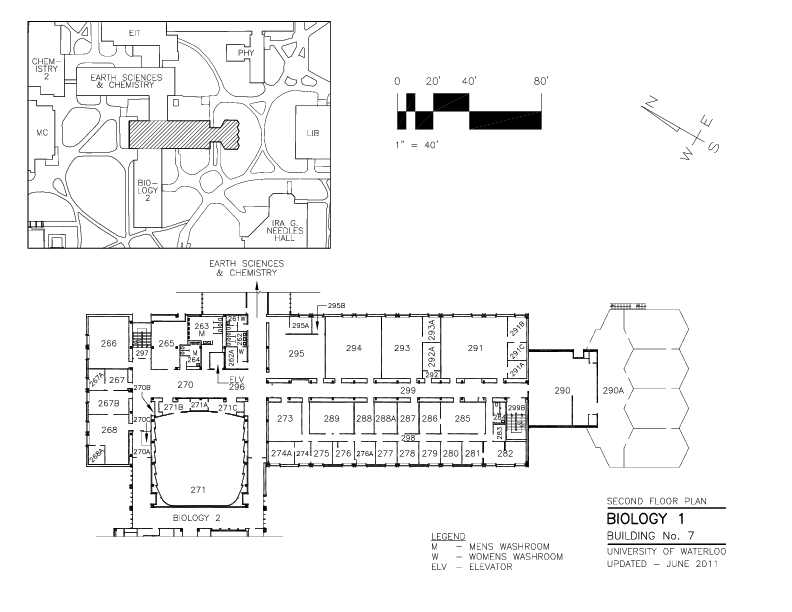 EIT
PHY
CHEM-
ISTRY
2
EARTH SCIENCES
& CHEMISTRY
MC
LIB
BIO-
LOGY
2
IRA G.
NEEDLES
HALL
0 20' 40' 80'
1" = 40'
N
E
W
S
EARTH SCIENCES
& CHEMISTRY
295B
266
265
263
M
261W
262
W
262A
M
264
297
295A
295
294
293
293A
292A
292
291
291B
291C
291A
ELV
296
267A
267
270B
270
299
290
290A
267B
271B
271A
271C
273
289
288
288A
287
286
285
284
299B
283
268
270C
298
268A
270A
271
274A
274
275
276
276A
277
278
279
280
281
282
BIOLOGY 2
LEGEND
M – MENS WASHROOM
W – WOMENS WASHROOM
ELV – ELEVATOR
SECOND FLOOR PLAN
BIOLOGY 1
BUILDING No. 7
UNIVERSITY OF WATERLOO
UPDATED – JUNE 2011